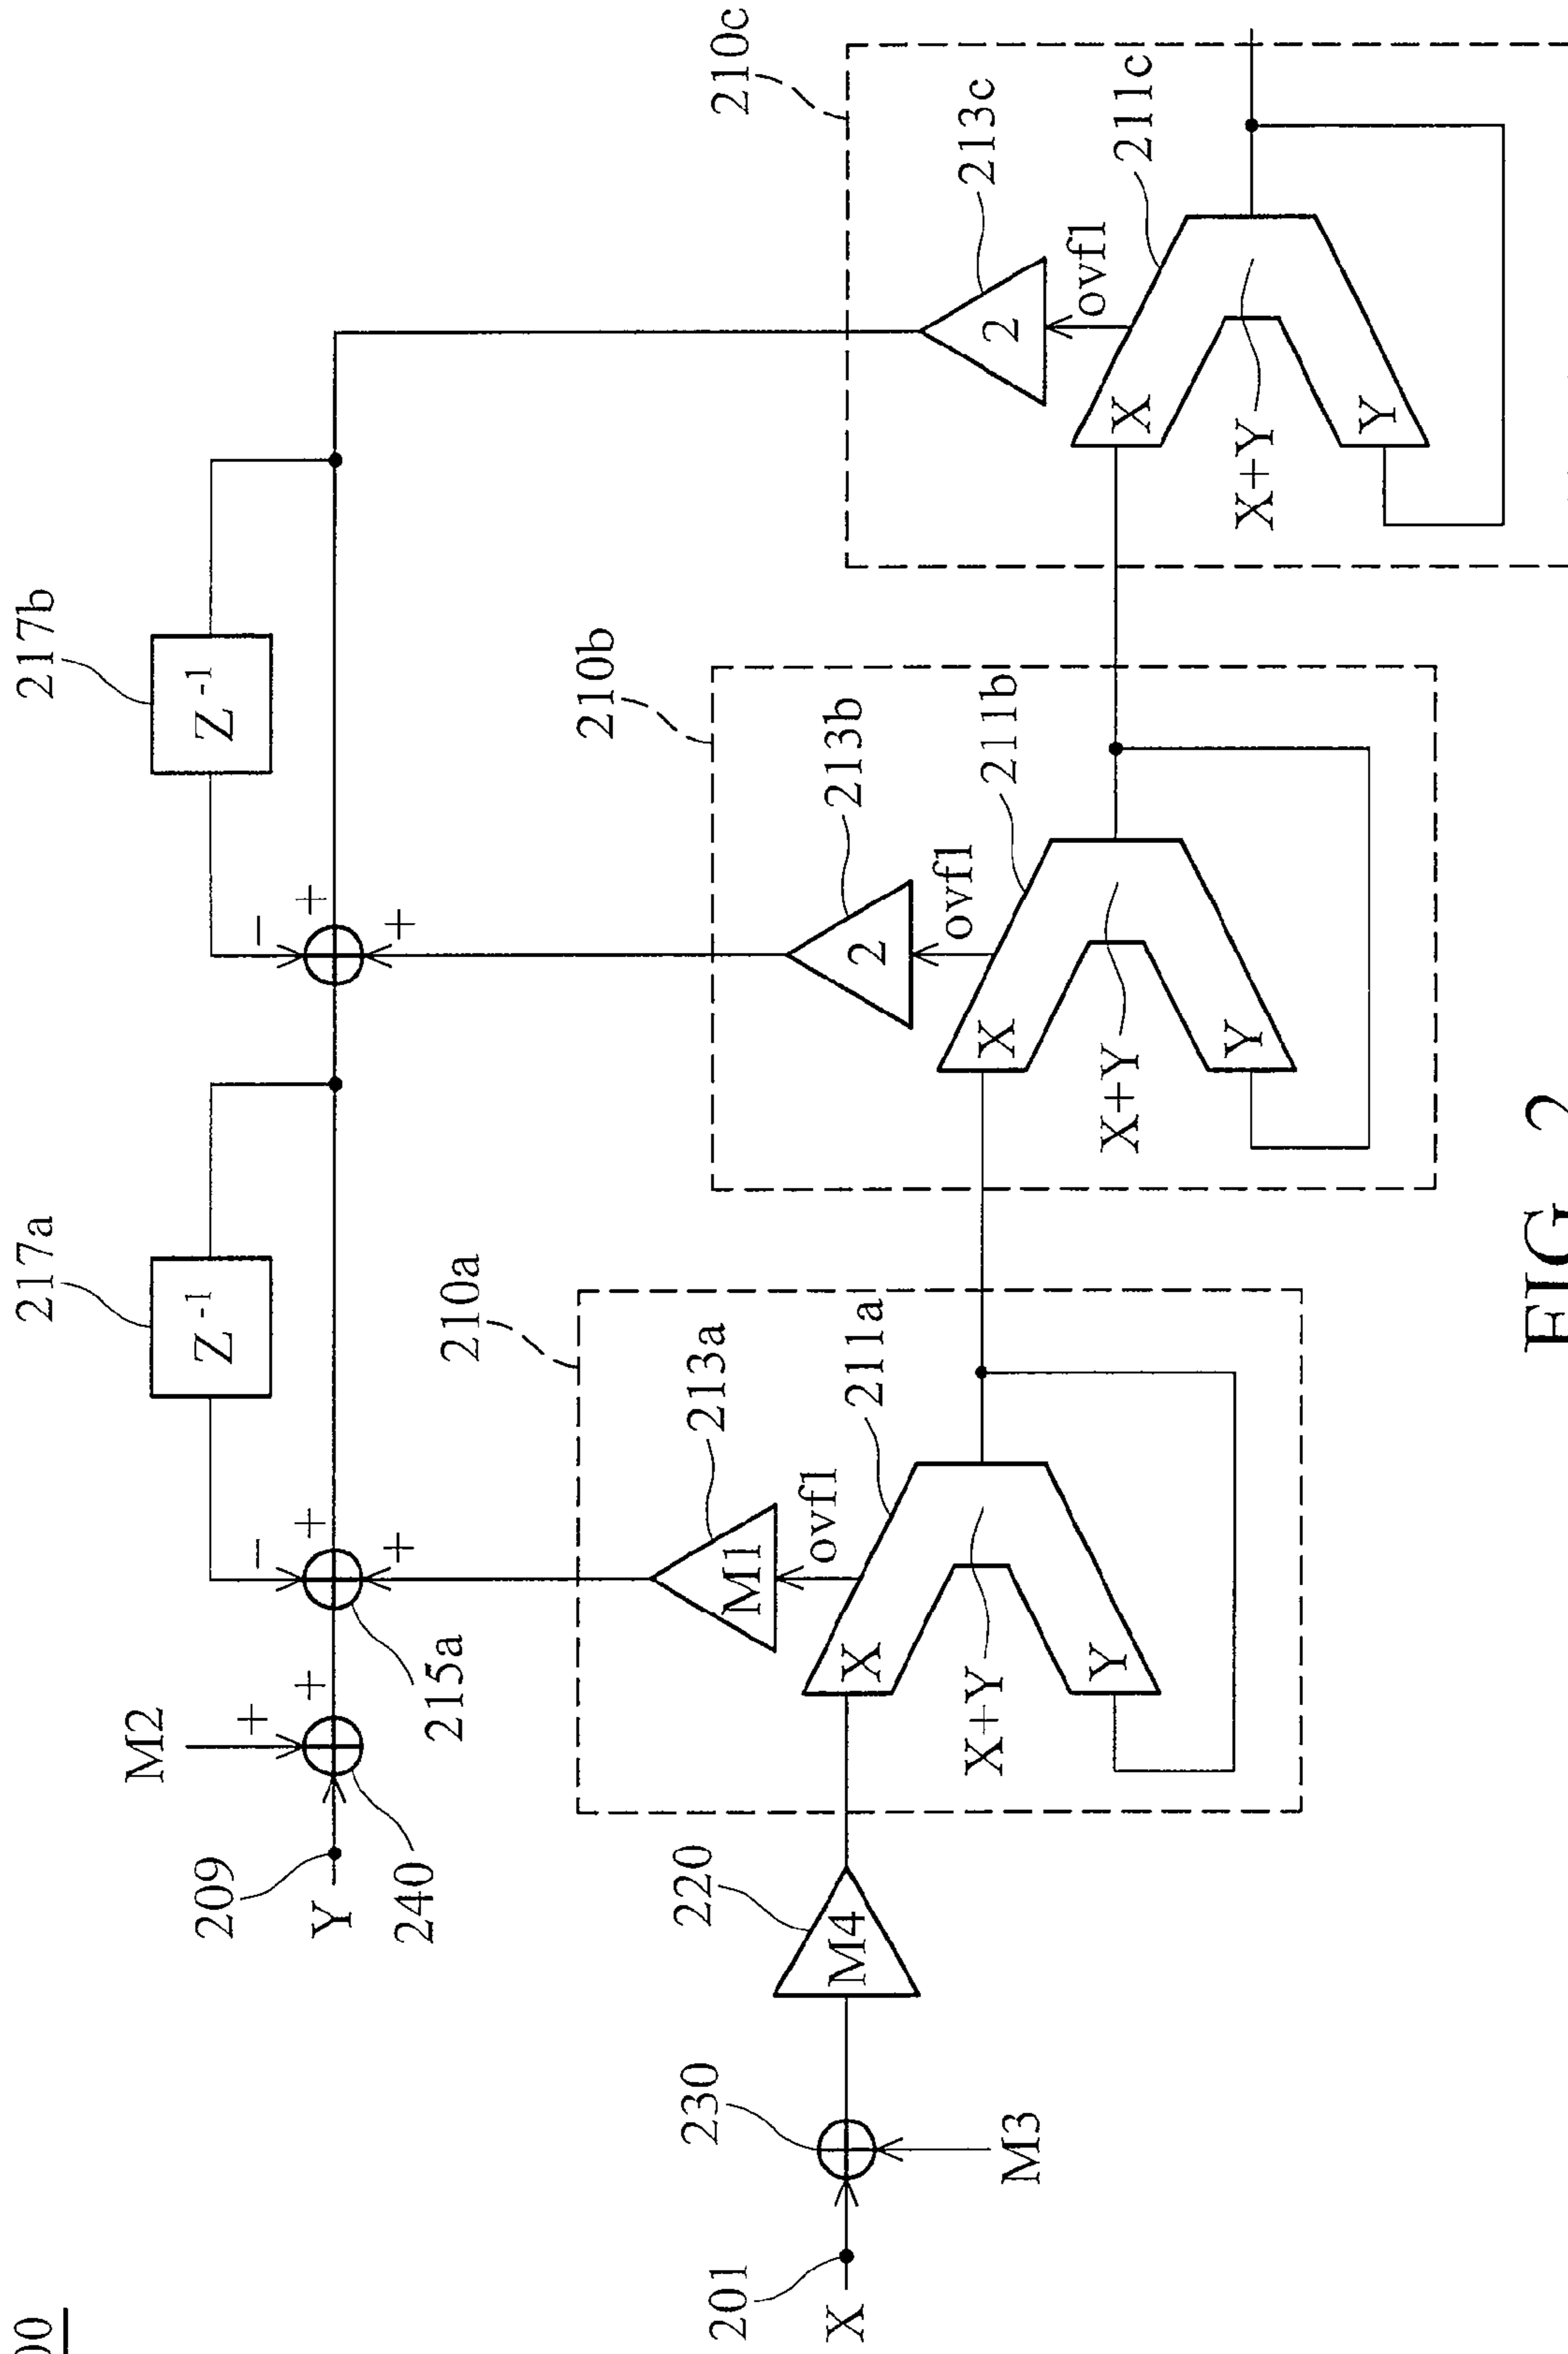 217a
217b
Z -1
Z -1
M2
+
+
−
+
−
+
209
Y
240
215a
+
+
210a
210b
210c
M1
213a
2
213b
2
213c
ovf1
ovf1
ovf1
X
211a
X
211b
X
211c
X+Y
X+Y
X+Y
Y
Y
Y
201
X
230
M3
220
M4
FIG. 2